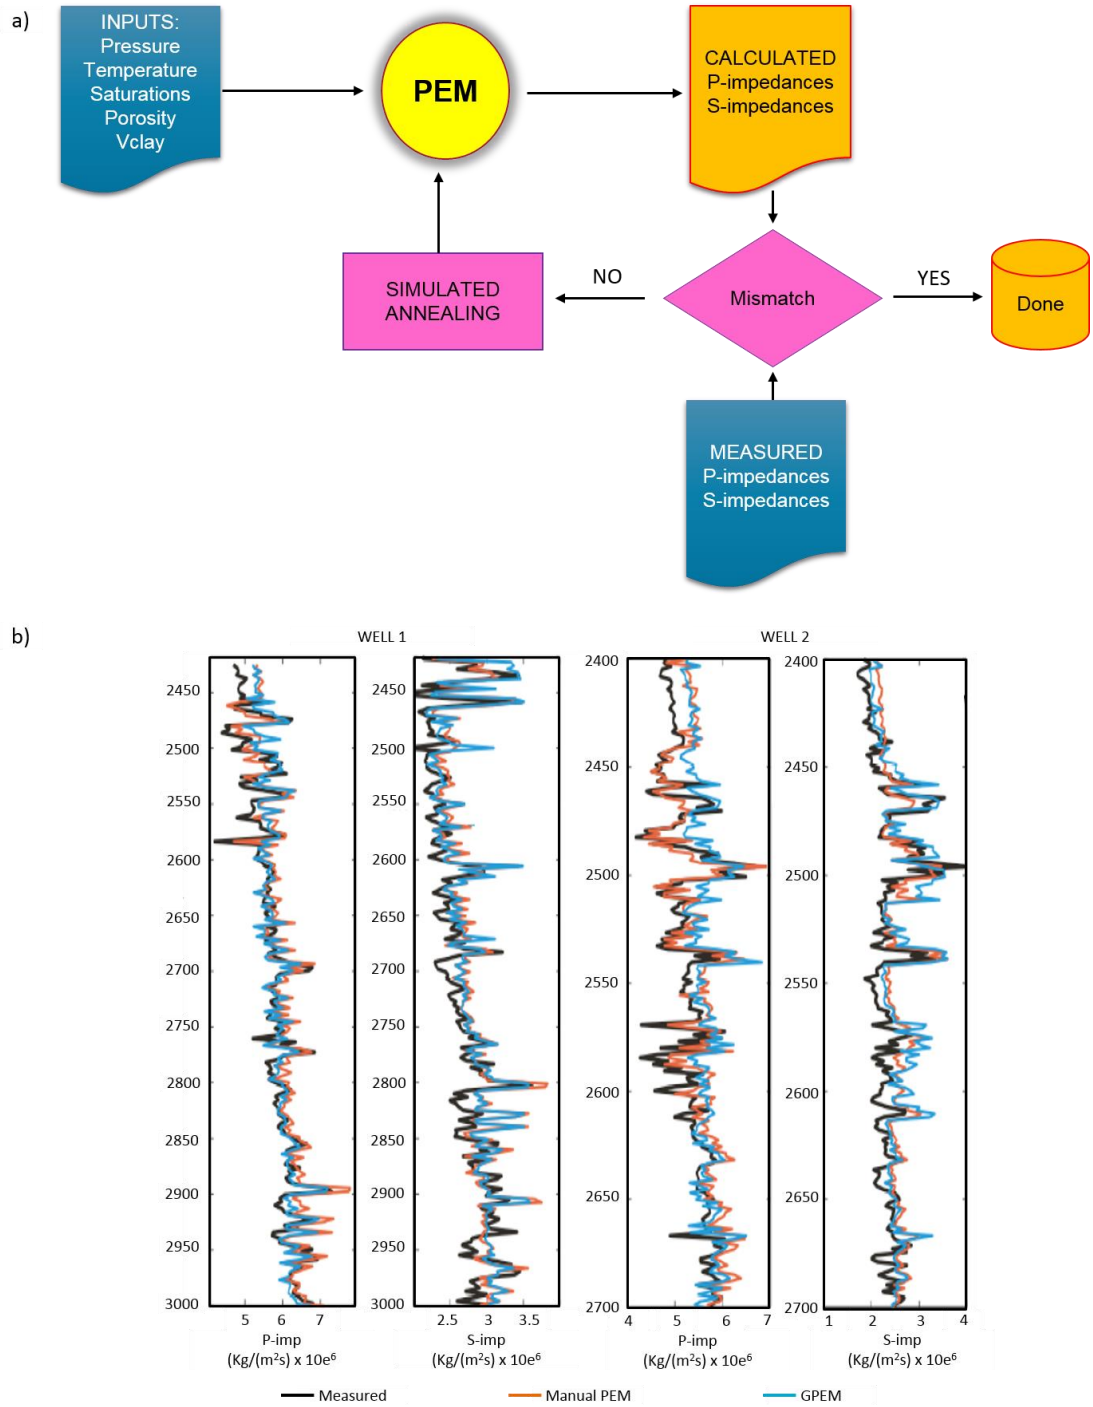 a)
INPUTS:
Pressure
Temperature
Saturations
Porosity
Vclay
PEM
CALCULATED
P-impedances
S-impedances
SIMULATED
ANNEALING
NO
Mismatch
YES
Done
MEASURED
P-impedances
S-impedances
b)
WELL 1
WELL 2
2450
2500
2550
2600
2650
2700
2750
2800
2850
2900
2950
3000
5 6 7
P-imp
(Kg/(m²s) x 10e⁶
2450
2500
2550
2600
2650
2700
2750
2800
2850
2900
2950
3000
2.5 3 3.5
S-imp
(Kg/(m²s) x 10e⁶
2400
2450
2500
2550
2600
2650
2700
4 5 6 7
P-imp
(Kg/(m²s) x 10e⁶
2400
2450
2500
2550
2600
2650
2700
1 2 3 4
S-imp
(Kg/(m²s) x 10e⁶
Measured
Manual PEM
GPEM